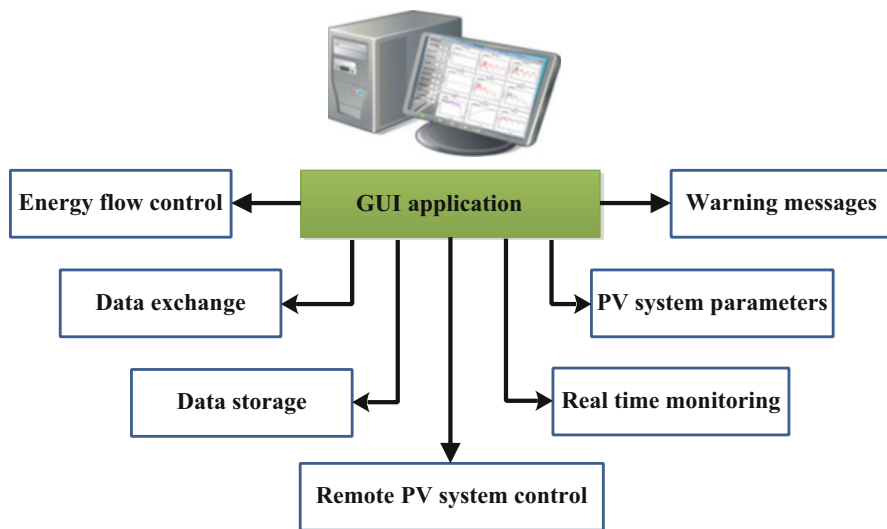 Energy flow control
GUI application
Warning messages
Data exchange
PV system parameters
Data storage
Real time monitoring
Remote PV system control